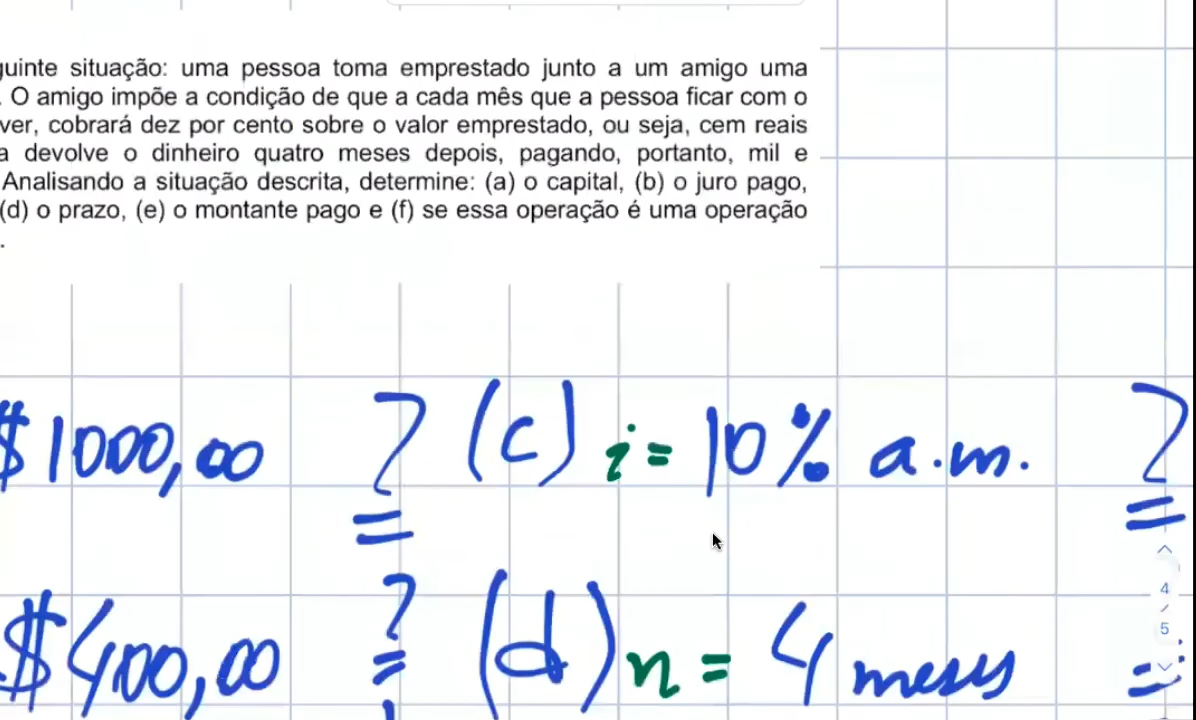 guinte situação: uma pessoa toma emprestado junto a um amigo uma
. O amigo impõe a condição de que a cada mês que a pessoa ficar com o
ver, cobrará dez por cento sobre o valor emprestado, ou seja, cem reais
a devolve o dinheiro quatro meses depois, pagando, portanto, mil e
Analisando a situação descrita, determine: (a) o capital, (b) o juro pago,
(d) o prazo, (e) o montante pago e (f) se essa operação é uma operação
.
$1000,00 (c) i = 10% a.m.
$400,00 (d) n = 4 meses
4
/
5